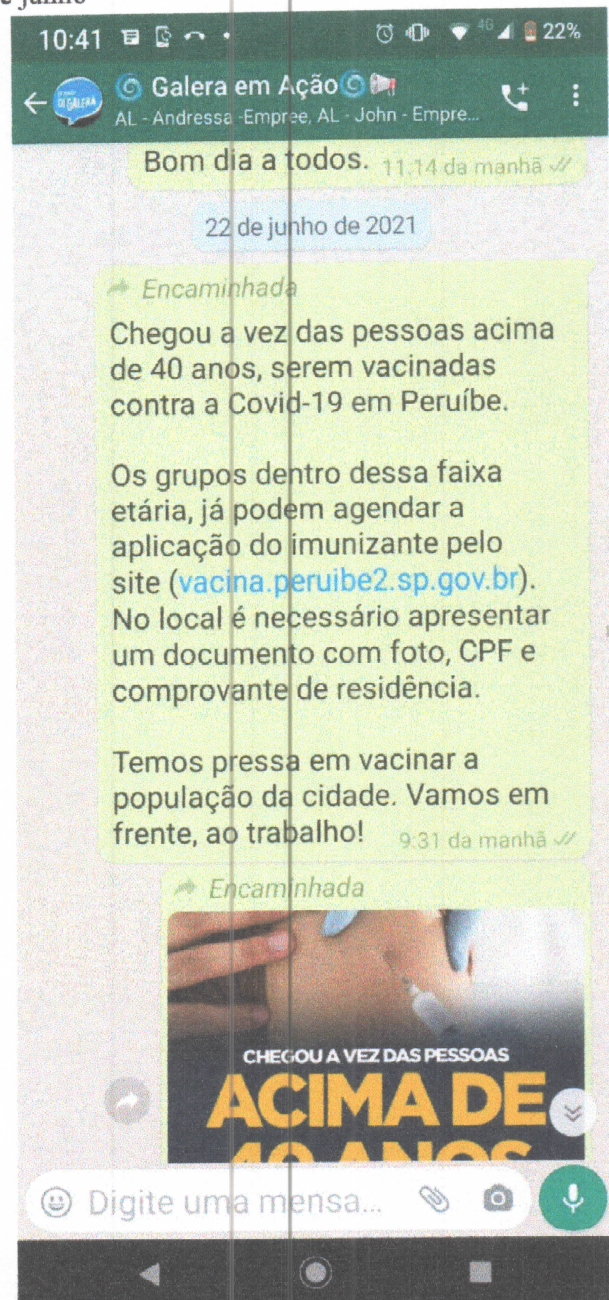 junho
10:41
4G
22%
🌀 Galera em Ação🌀📢
AL - Andressa -Empree, AL - John - Empre...
Bom dia a todos. 11:14 da manhã
22 de junho de 2021
Encaminhada
Chegou a vez das pessoas acima
de 40 anos, serem vacinadas
contra a Covid-19 em Peruíbe.
Os grupos dentro dessa faixa
etária, já podem agendar a
aplicação do imunizante pelo
site (vacina.peruibe2.sp.gov.br).
No local é necessário apresentar
um documento com foto, CPF e
comprovante de residência.
Temos pressa em vacinar a
população da cidade. Vamos em
frente, ao trabalho! 9:31 da manhã
Encaminhada
CHEGOU A VEZ DAS PESSOAS
ACIMA DE
40 ANOS
Digite uma mensa...